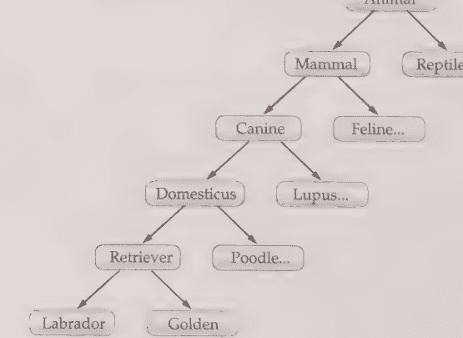 Animal
Mammal
Reptile
Canine
Feline...
Domesticus
Lupus...
Retriever
Poodle...
Labrador
Golden